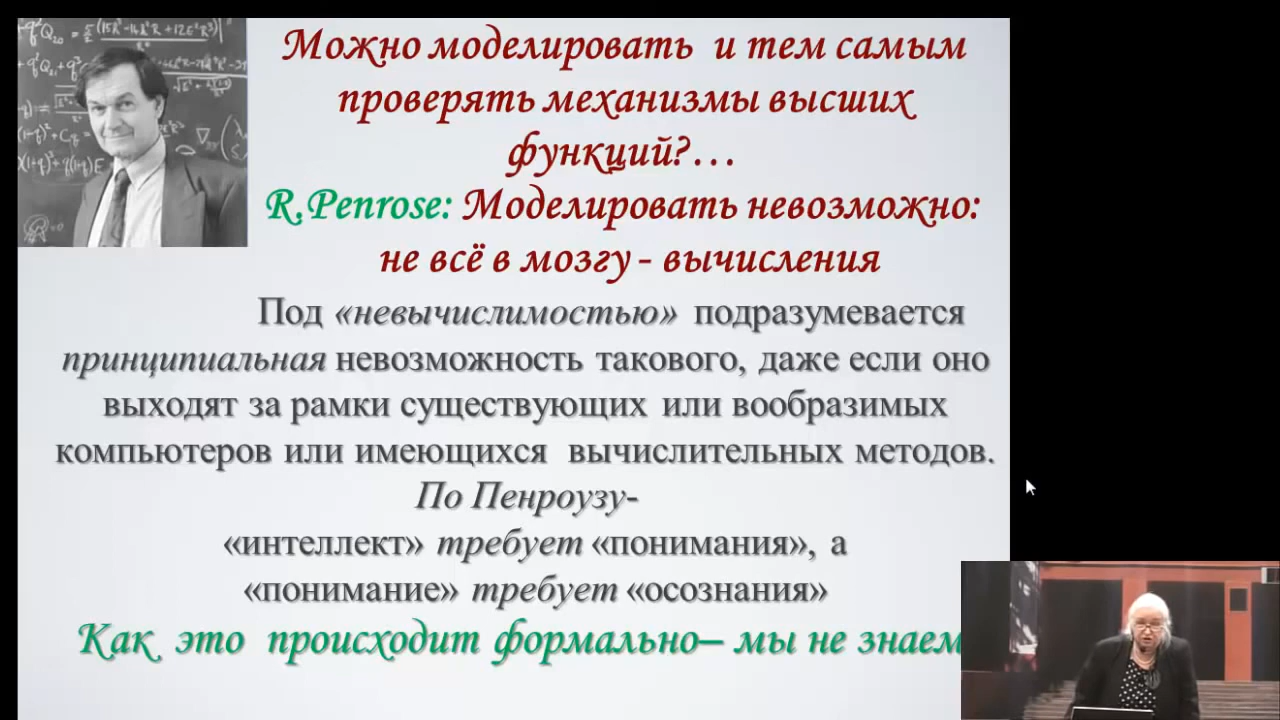 Можно моделировать и тем самым
проверять механизмы высших
функций?…
R.Penrose: Моделировать невозможно:
не всё в мозгу - вычисления
Под «невычислимостью» подразумевается
принципиальная невозможность такового, даже если оно
выходят за рамки существующих или вообразимых
компьютеров или имеющихся вычислительных методов.
По Пенроузу-
«интеллект» требует «понимания», а
«понимание» требует «осознания»
Как это происходит формально– мы не знаем